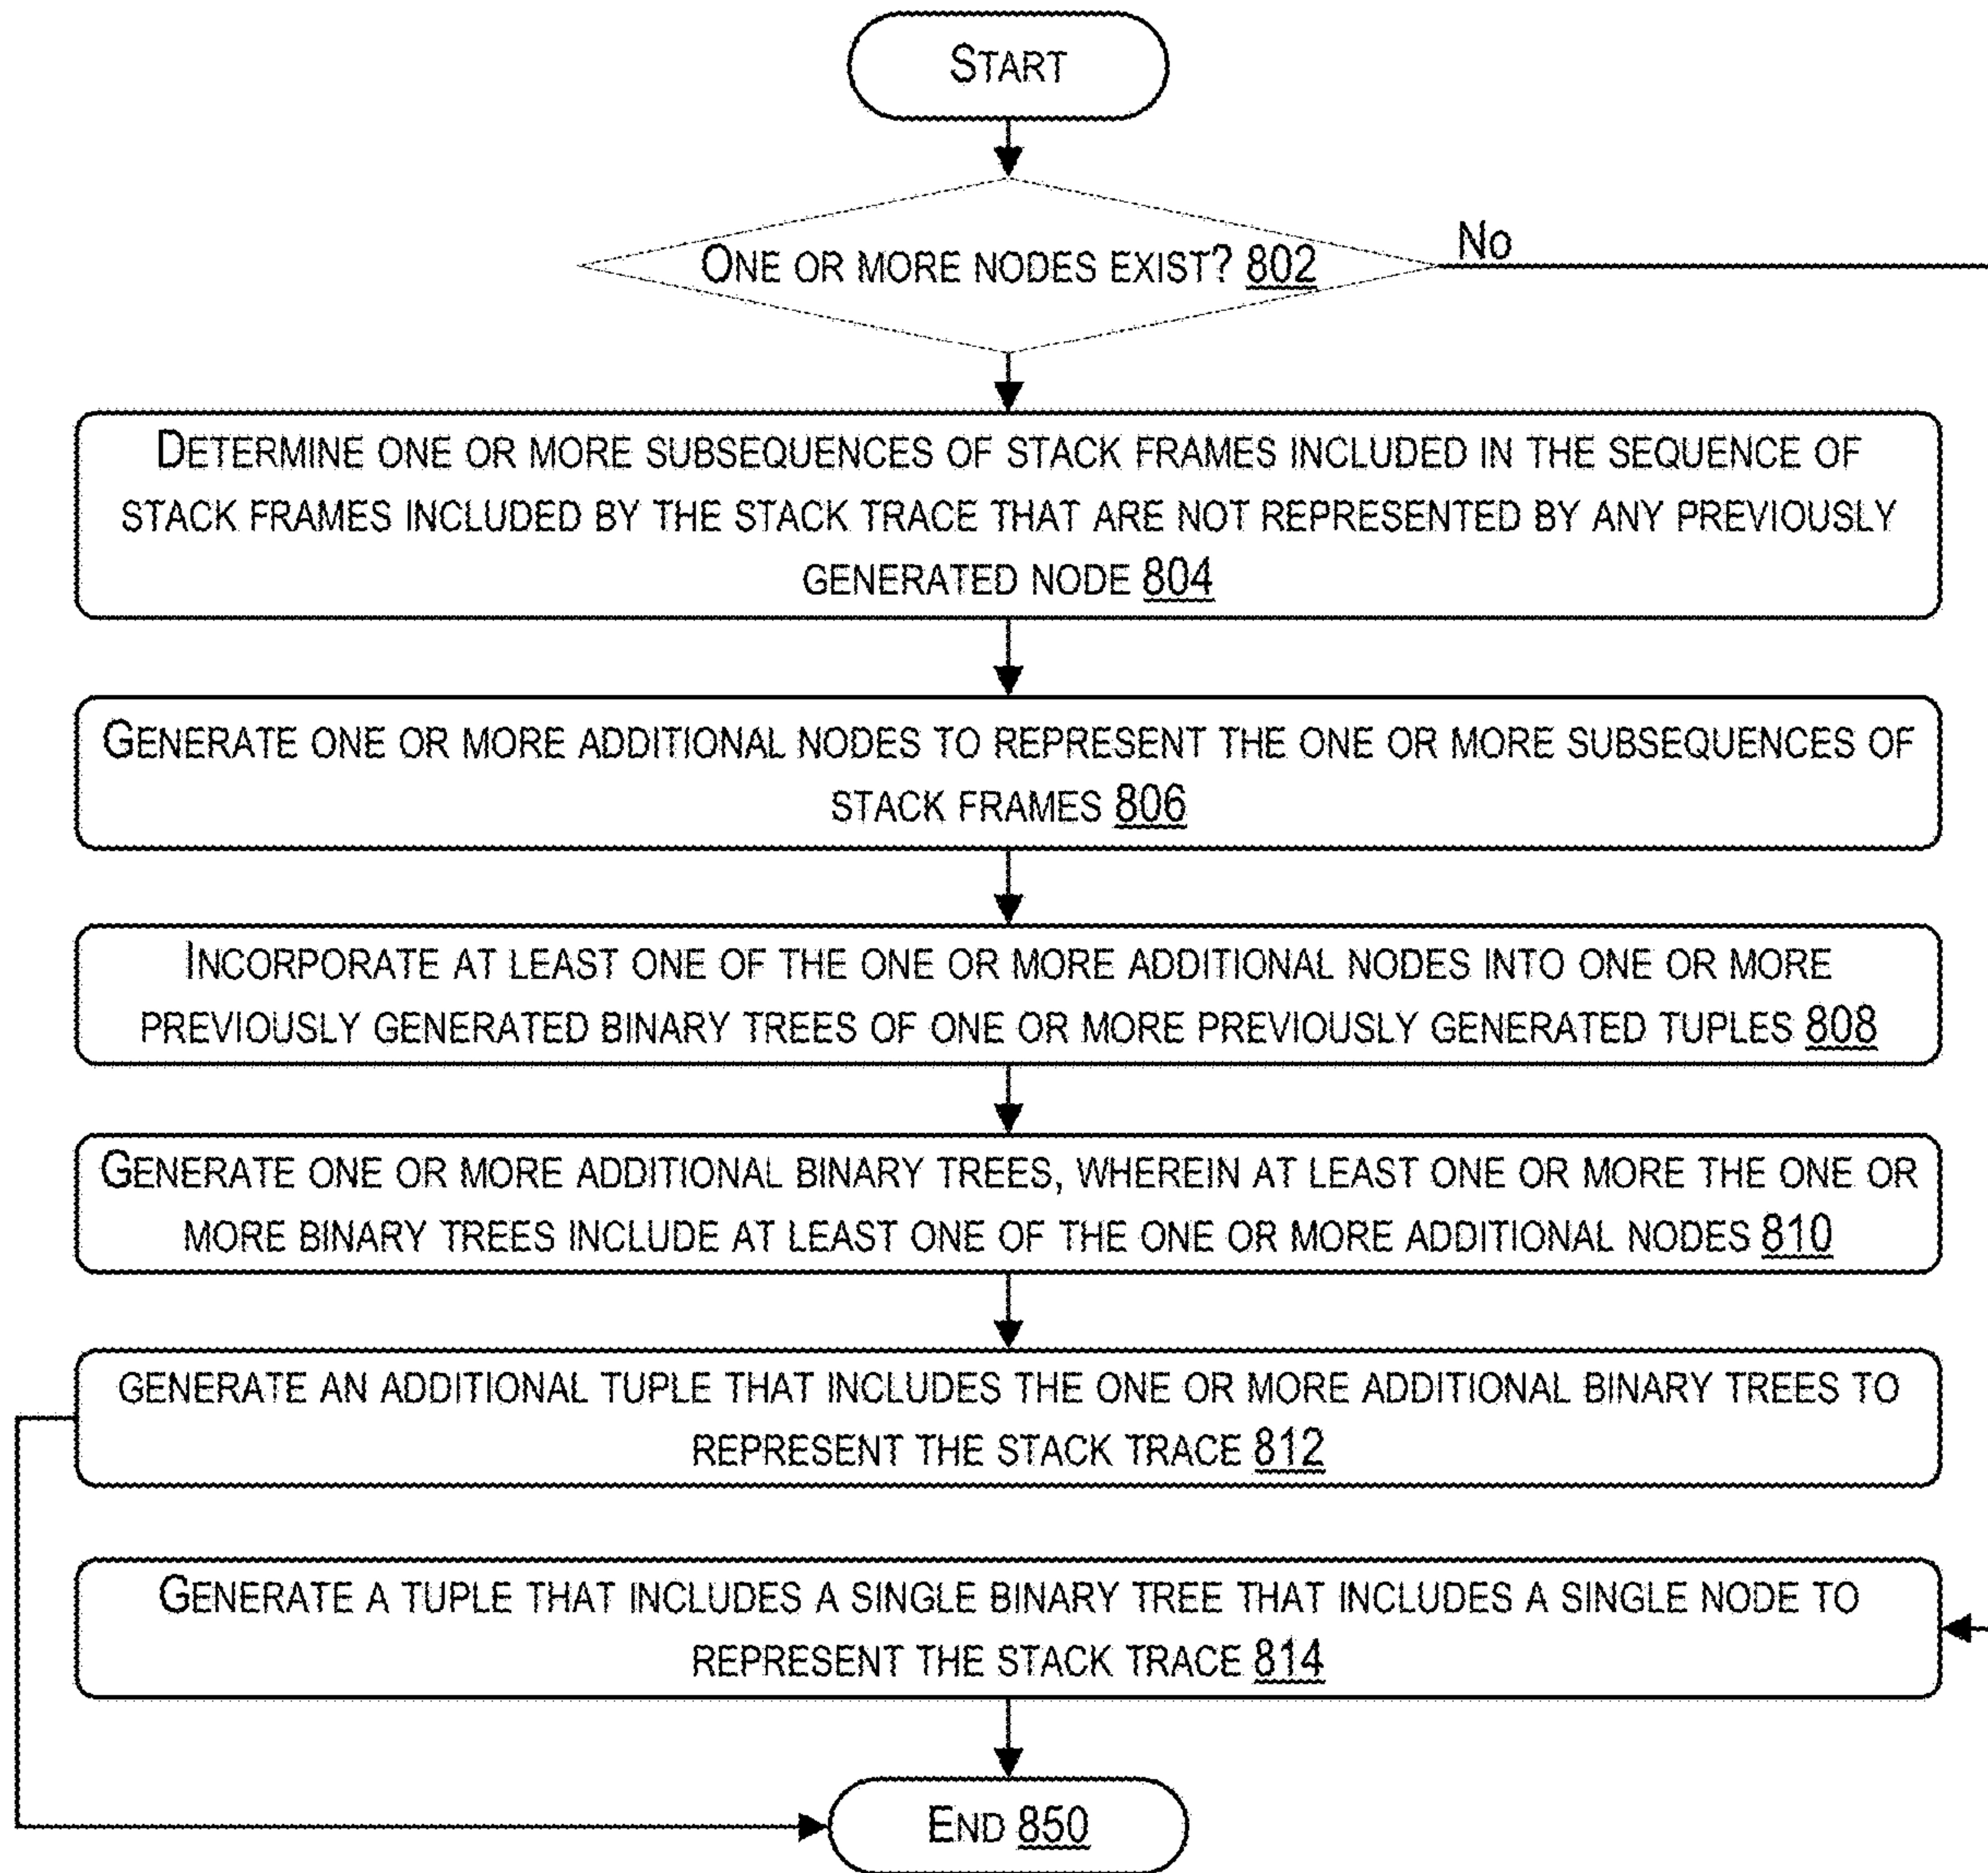 START
ONE OR MORE NODES EXIST? 802
NO
DETERMINE ONE OR MORE SUBSEQUENCES OF STACK FRAMES INCLUDED IN THE SEQUENCE OF
STACK FRAMES INCLUDED BY THE STACK TRACE THAT ARE NOT REPRESENTED BY ANY PREVIOUSLY
GENERATED NODE 804
GENERATE ONE OR MORE ADDITIONAL NODES TO REPRESENT THE ONE OR MORE SUBSEQUENCES OF
STACK FRAMES 806
INCORPORATE AT LEAST ONE OF THE ONE OR MORE ADDITIONAL NODES INTO ONE OR MORE
PREVIOUSLY GENERATED BINARY TREES OF ONE OR MORE PREVIOUSLY GENERATED TUPLES 808
GENERATE ONE OR MORE ADDITIONAL BINARY TREES, WHEREIN AT LEAST ONE OR MORE THE ONE OR
MORE BINARY TREES INCLUDE AT LEAST ONE OF THE ONE OR MORE ADDITIONAL NODES 810
GENERATE AN ADDITIONAL TUPLE THAT INCLUDES THE ONE OR MORE ADDITIONAL BINARY TREES TO
REPRESENT THE STACK TRACE 812
GENERATE A TUPLE THAT INCLUDES A SINGLE BINARY TREE THAT INCLUDES A SINGLE NODE TO
REPRESENT THE STACK TRACE 814
END 850